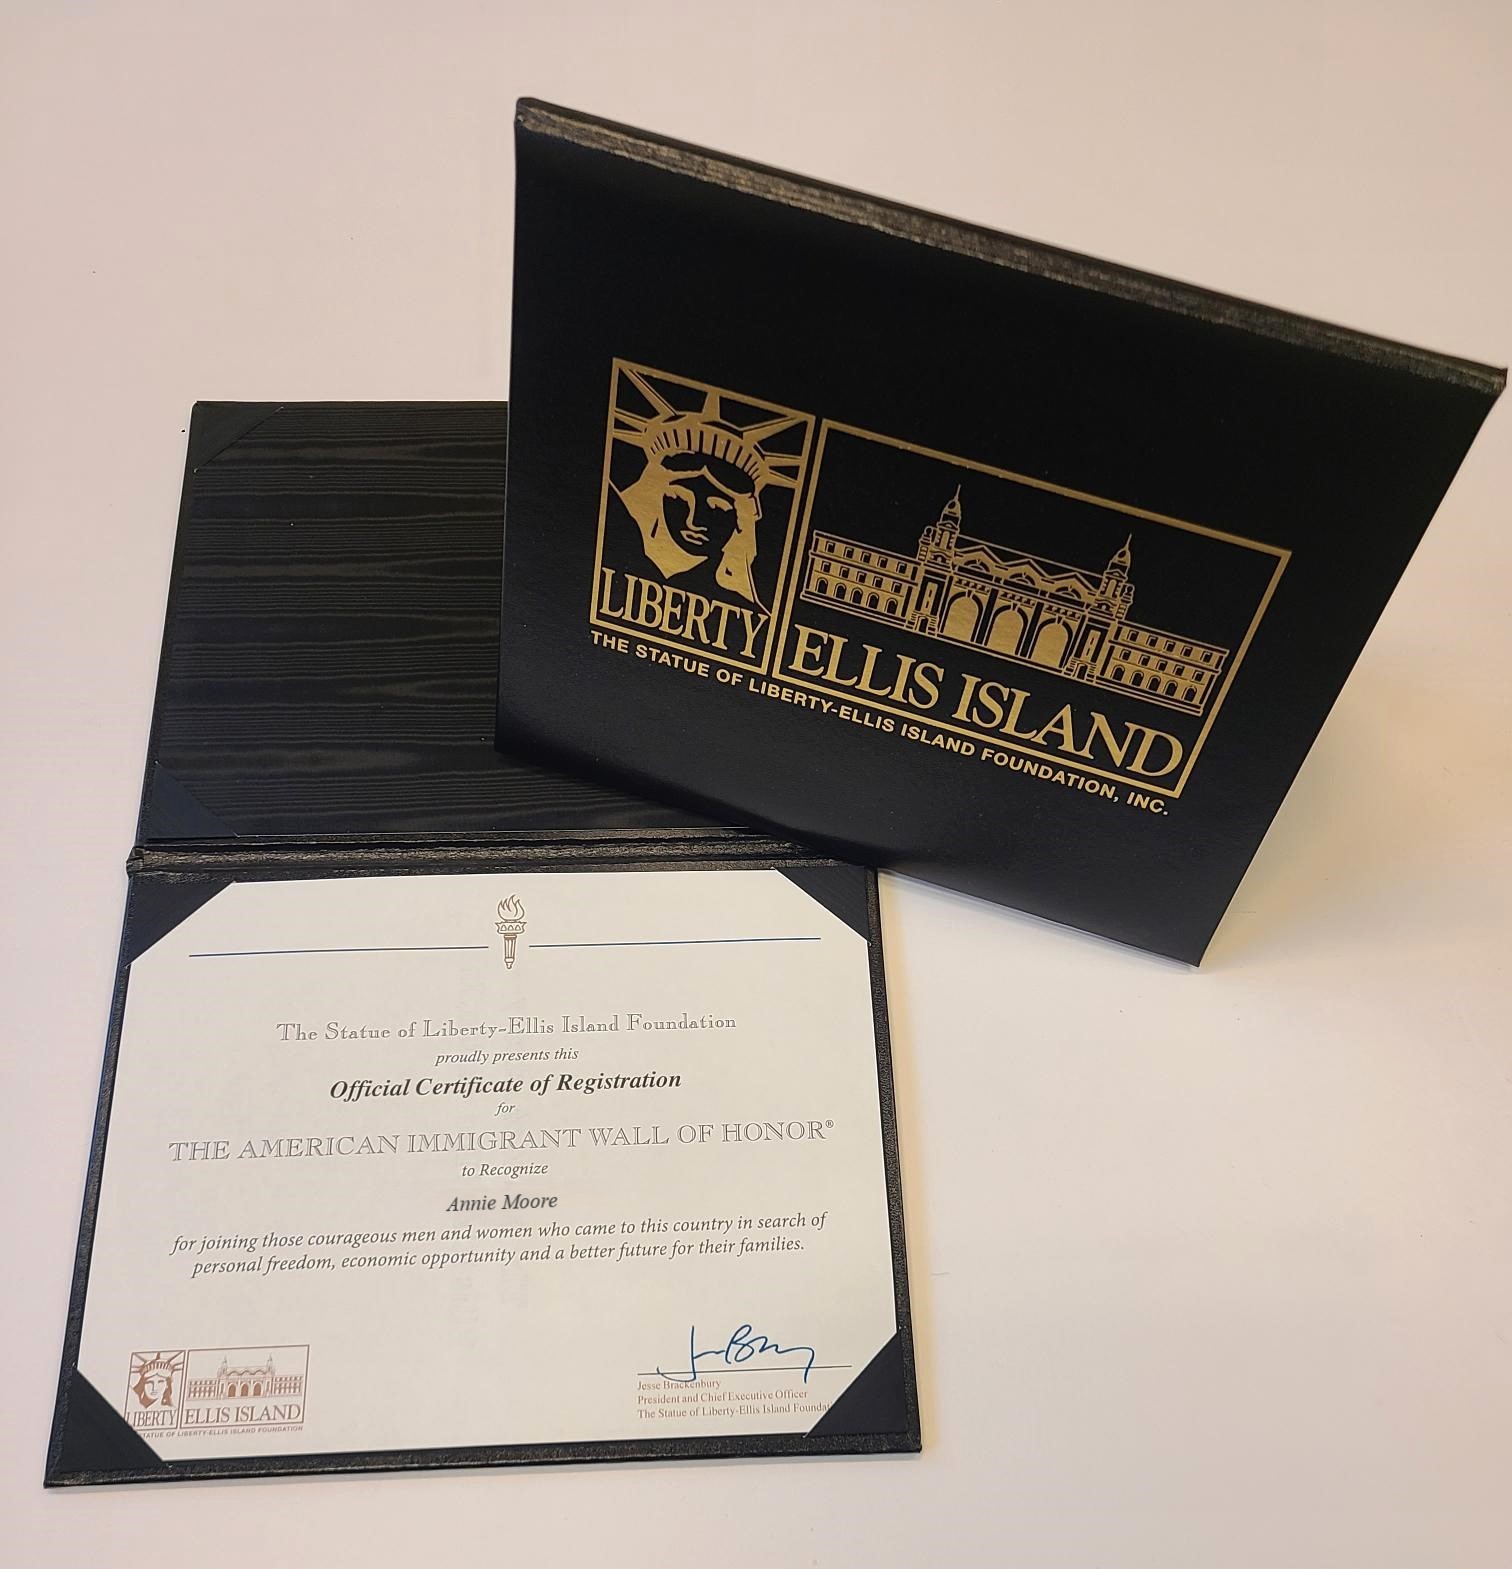 LIBERTY
ELLIS ISLAND
THE STATUE OF LIBERTY-ELLIS ISLAND FOUNDATION, INC.
The Statue of Liberty-Ellis Island Foundation
proudly presents this
Official Certificate of Registration
for
THE AMERICAN IMMIGRANT WALL OF HONOR®
to Recognize
Annie Moore
for joining those courageous men and women who came to this country in search of
personal freedom, economic opportunity and a better future for their families.
Jesse Brackenbury
President and Chief Executive Officer
The Statue of Liberty-Ellis Island Foundat
LIBERTY
ELLIS ISLAND
STATUE OF LIBERTY-ELLIS ISLAND FOUNDATION